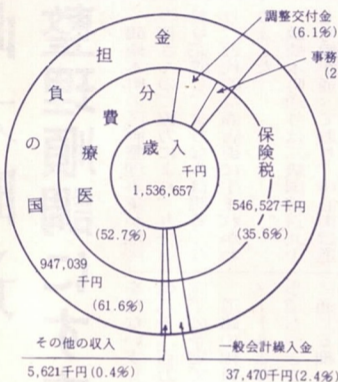 調整交付金
(6.1%)
事務
(2
国の負担金
医療費分
(52.7%)
947,039
千円
(61.6%)
歳入
千円
1,536,657
保険税
546,527千円
(35.6%)
その他の収入
5,621千円(0.4%)
一般会計繰入金
37,470千円(2.4%)